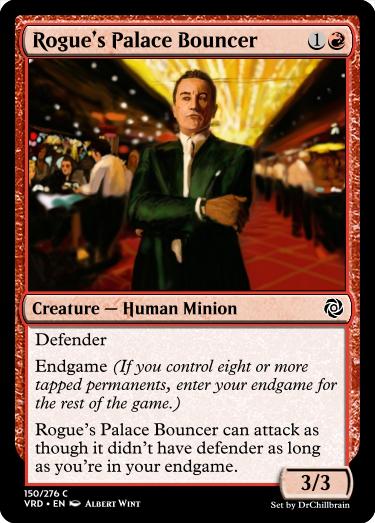 Rogue's Palace Bouncer 1
Creature — Human Minion
Defender
Endgame (If you control eight or more
tapped permanents, enter your endgame for
the rest of the game.)
Rogue's Palace Bouncer can attack as
though it didn't have defender as long
as you're in your endgame.
3/3
150/276 C
VRD • EN Albert Wint
Set by DrChillbrain